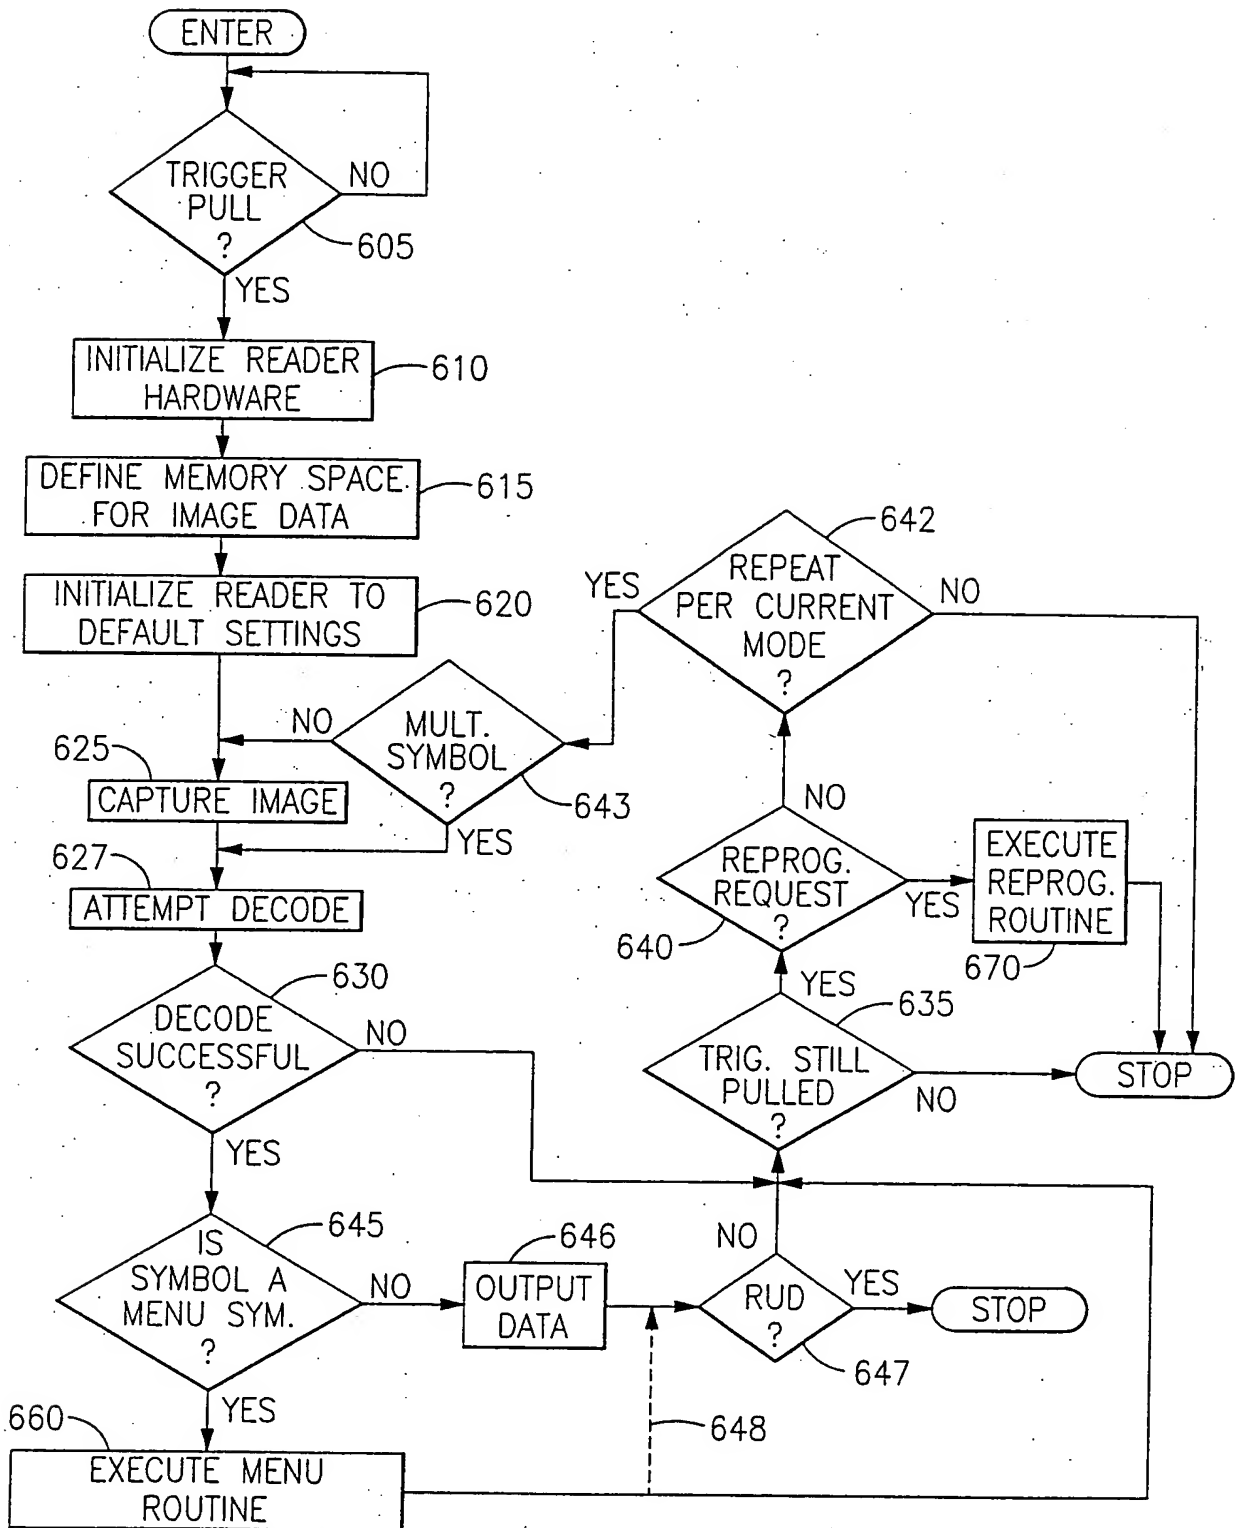 ENTER
TRIGGER
PULL
?
NO
605
YES
INITIALIZE READER
HARDWARE
610
DEFINE MEMORY SPACE
FOR IMAGE DATA
615
INITIALIZE READER TO
DEFAULT SETTINGS
620
625
CAPTURE IMAGE
NO
MULT.
SYMBOL
?
643
YES
627
ATTEMPT DECODE
630
DECODE
SUCCESSFUL
?
NO
YES
645
IS
SYMBOL A
MENU SYM.
?
NO
YES
646
OUTPUT
DATA
660
EXECUTE MENU
ROUTINE
648
642
REPEAT
PER CURRENT
MODE
?
YES
NO
NO
REPROG.
REQUEST
?
640
YES
EXECUTE
REPROG.
ROUTINE
670
YES
635
TRIG. STILL
PULLED
?
NO
STOP
NO
RUD
?
647
YES
STOP